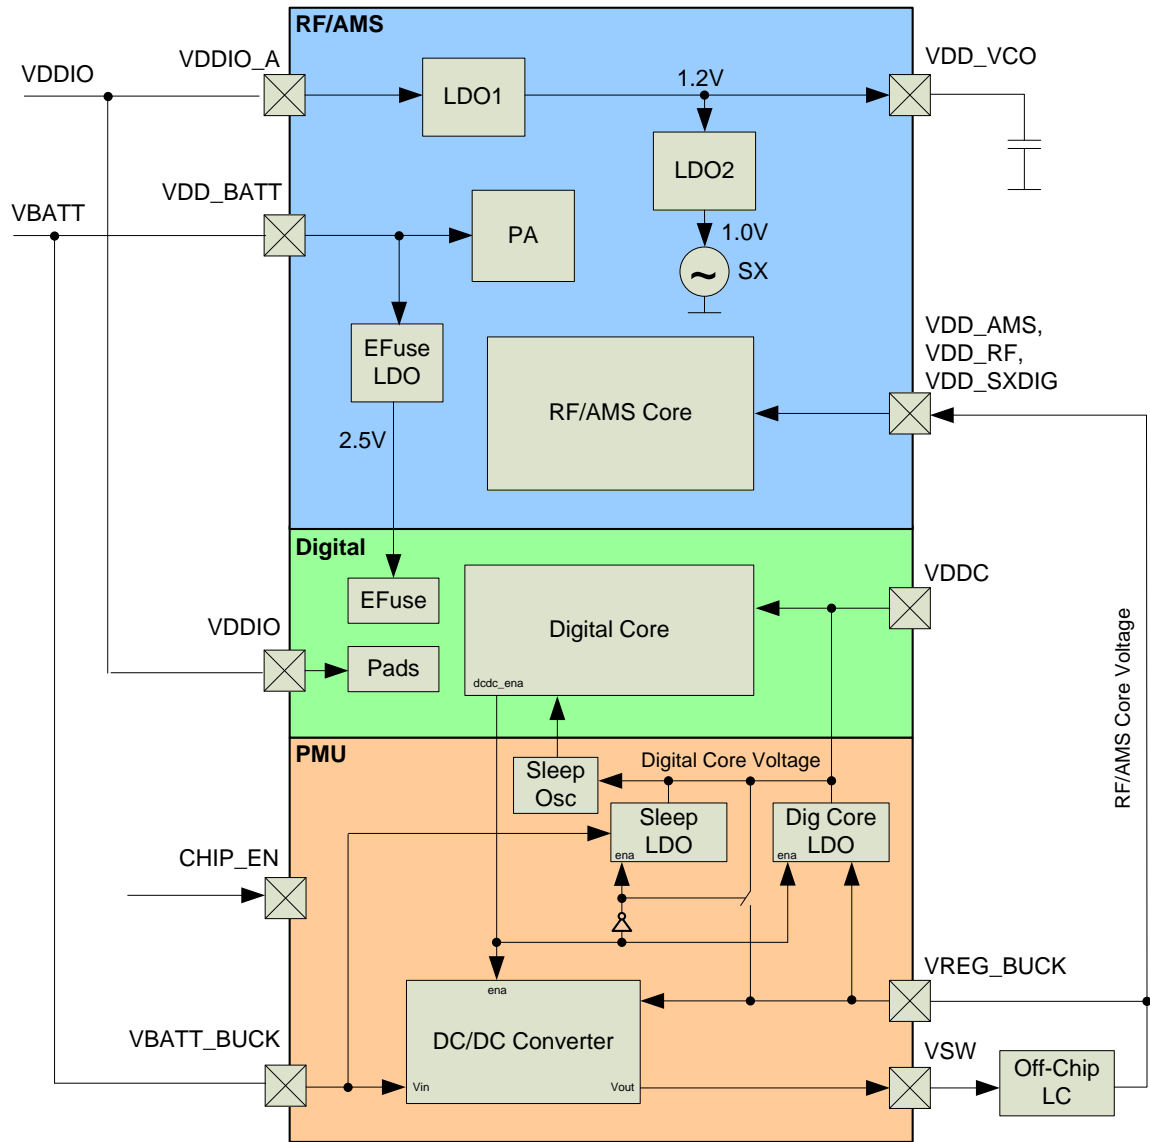 RF/AMS
VDDIO_A
VDDIO
LDO1
1.2V
VDD_VCO
LDO2
VDD_BATT
VBATT
PA
1.0V
~
SX
VDD_AMS,
VDD_RF,
VDD_SXDIG
EFuse
LDO
RF/AMS Core
2.5V
Digital
VDDC
EFuse
VDDIO
Digital Core
Pads
dcdc_ena
RF/AMS Core Voltage
PMU
Digital Core Voltage
Sleep
Osc
Sleep
LDO
ena
Dig Core
LDO
ena
CHIP_EN
VREG_BUCK
ena
DC/DC Converter
VBATT_BUCK
Vin
Vout
VSW
Off-Chip
LC